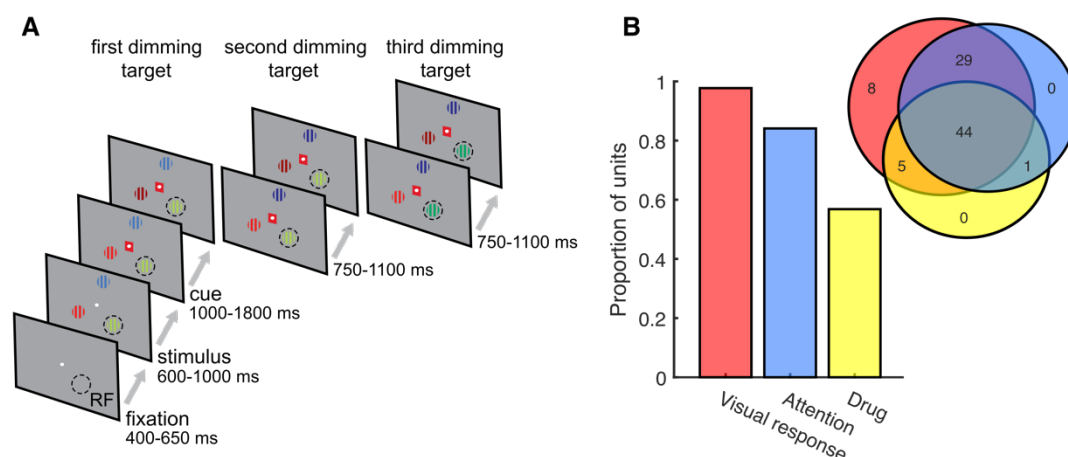 A
first dimming
target
second dimming
target
third dimming
target
RF
fixation
400-650 ms
stimulus
600-1000 ms
cue
1000-1800 ms
750-1100 ms
750-1100 ms
B
Proportion of units
1
0.8
0.6
0.4
0.2
0
Visual response
Attention
Drug
8
29
0
44
5
1
0